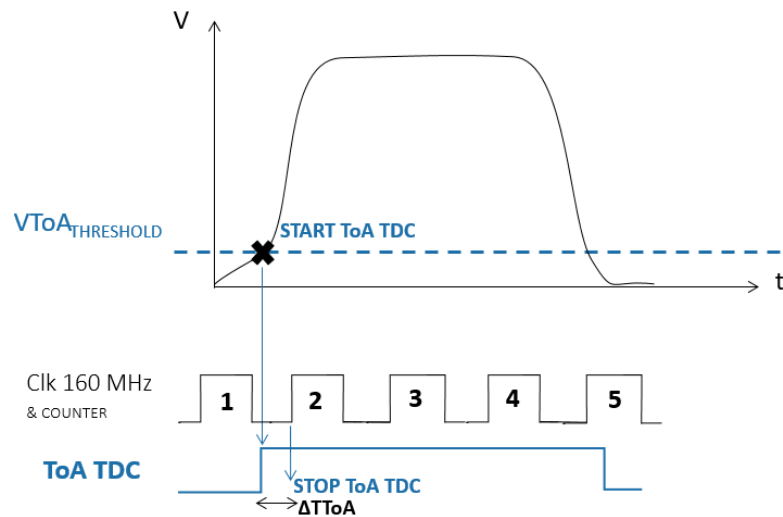 V
VToA THRESHOLD
START ToA TDC
t
Clk 160 MHz
& COUNTER
1 2 3 4 5
ToA TDC
STOP ToA TDC
ΔTToA